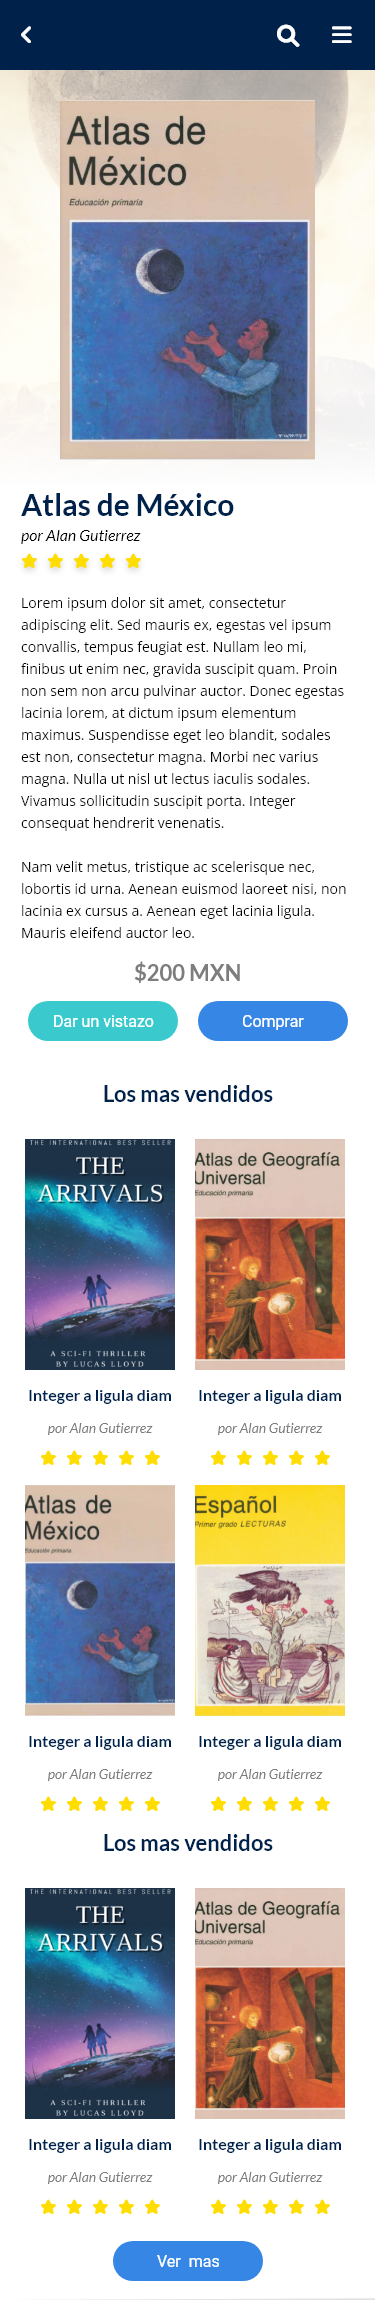 Atlas de
México
Educación primaria
Atlas de México
por Alan Gutierrez
Lorem ipsum dolor sit amet, consectetur
adipiscing elit. Sed mauris ex, egestas vel ipsum
convallis, tempus feugiat est. Nullam leo mi,
finibus ut enim nec, gravida suscipit quam. Proin
non sem non arcu pulvinar auctor. Donec egestas
lacinia lorem, at dictum ipsum elementum
maximus. Suspendisse eget leo blandit, sodales
est non, consectetur magna. Morbi nec varius
magna. Nulla ut nisl ut lectus iaculis sodales.
Vivamus sollicitudin suscipit porta. Integer
consequat hendrerit venenatis.
Nam velit metus, tristique ac scelerisque nec,
lobortis id urna. Aenean euismod laoreet nisi, non
lacinia ex cursus a. Aenean eget lacinia ligula.
Mauris eleifend auctor leo.
$200 MXN
Dar un vistazo
Comprar
Los mas vendidos
THE INTERNATIONAL BEST SELLER
THE
ARRIVALS
A SCI-FI THRILLER
BY LUCAS LLOYD
Integer a ligula diam
por Alan Gutierrez
Atlas de Geografía
Universal
Educación primaria
Integer a ligula diam
por Alan Gutierrez
Atlas de
México
Educación primaria
Integer a ligula diam
por Alan Gutierrez
Español
Primer grado LECTURAS
Integer a ligula diam
por Alan Gutierrez
Los mas vendidos
THE INTERNATIONAL BEST SELLER
THE
ARRIVALS
A SCI-FI THRILLER
BY LUCAS LLOYD
Integer a ligula diam
por Alan Gutierrez
Atlas de Geografía
Universal
Educación primaria
Integer a ligula diam
por Alan Gutierrez
Ver mas